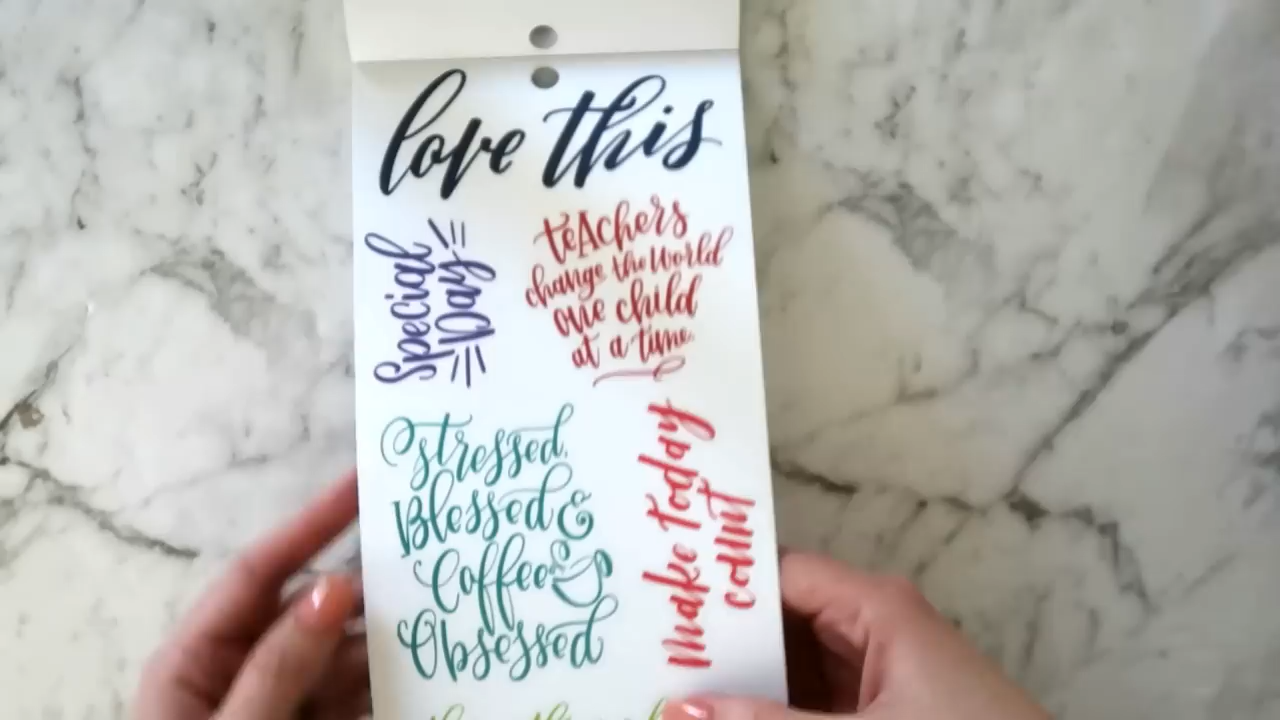 love this
Special
Day
teachers
change the world
one child
at a time.
Stressed,
Blessed &
Coffee
Obsessed
make today
count